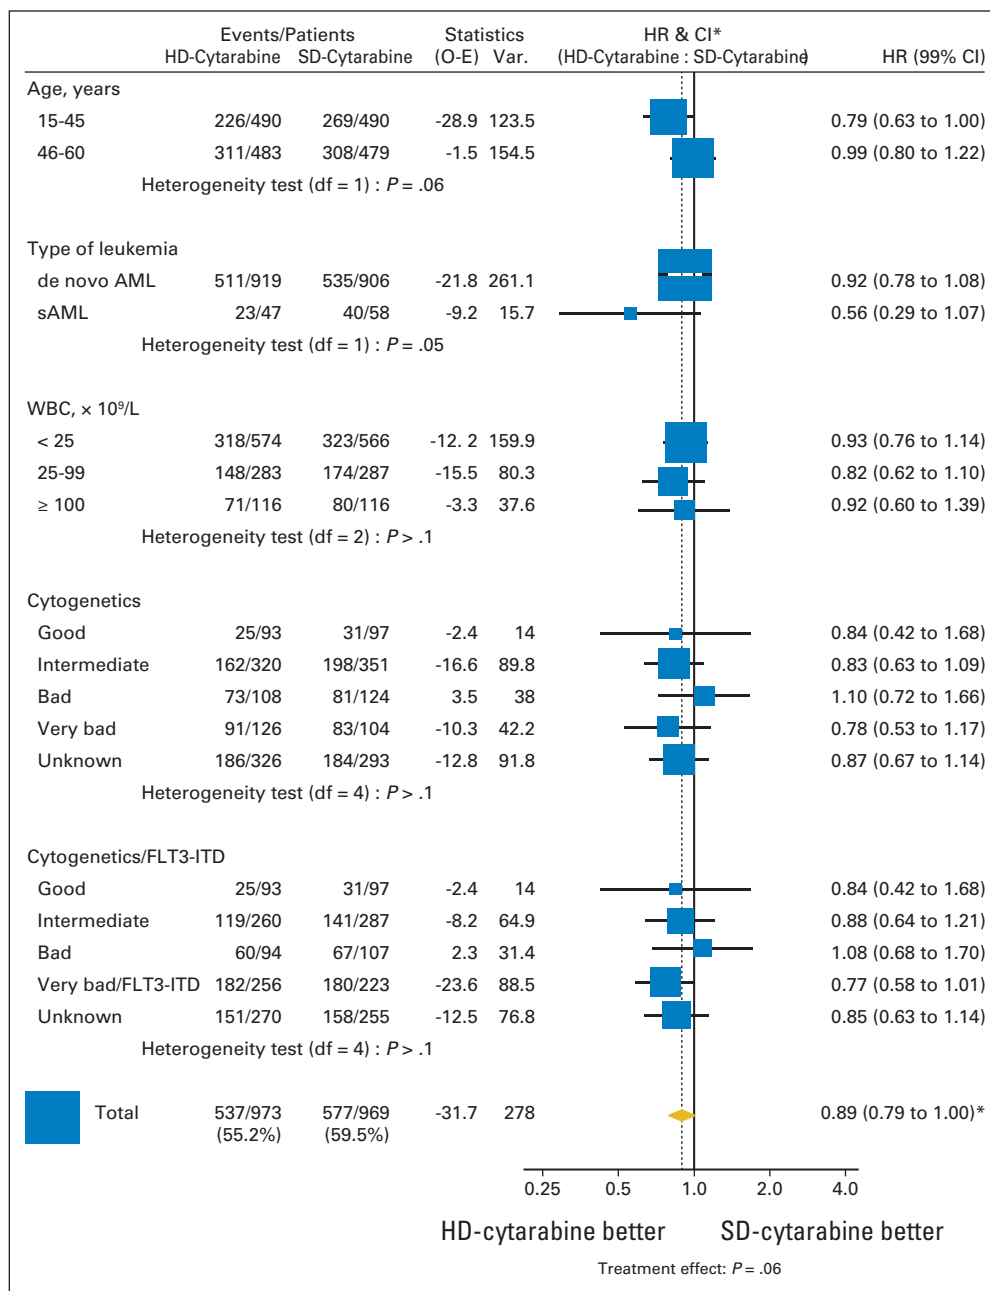 Events/Patients Statistics HR & CI*
HD-Cytarabine SD-Cytarabine (O-E) Var. (HD-Cytarabine : SD-Cytarabine) HR (99% CI)
Age, years
15-45 226/490 269/490 -28.9 123.5 0.79 (0.63 to 1.00)
46-60 311/483 308/479 -1.5 154.5 0.99 (0.80 to 1.22)
Heterogeneity test (df = 1) : P = .06
Type of leukemia
de novo AML 511/919 535/906 -21.8 261.1 0.92 (0.78 to 1.08)
sAML 23/47 40/58 -9.2 15.7 0.56 (0.29 to 1.07)
Heterogeneity test (df = 1) : P = .05
WBC, × 10⁹/L
< 25 318/574 323/566 -12. 2 159.9 0.93 (0.76 to 1.14)
25-99 148/283 174/287 -15.5 80.3 0.82 (0.62 to 1.10)
≥ 100 71/116 80/116 -3.3 37.6 0.92 (0.60 to 1.39)
Heterogeneity test (df = 2) : P > .1
Cytogenetics
Good 25/93 31/97 -2.4 14 0.84 (0.42 to 1.68)
Intermediate 162/320 198/351 -16.6 89.8 0.83 (0.63 to 1.09)
Bad 73/108 81/124 3.5 38 1.10 (0.72 to 1.66)
Very bad 91/126 83/104 -10.3 42.2 0.78 (0.53 to 1.17)
Unknown 186/326 184/293 -12.8 91.8 0.87 (0.67 to 1.14)
Heterogeneity test (df = 4) : P > .1
Cytogenetics/FLT3-ITD
Good 25/93 31/97 -2.4 14 0.84 (0.42 to 1.68)
Intermediate 119/260 141/287 -8.2 64.9 0.88 (0.64 to 1.21)
Bad 60/94 67/107 2.3 31.4 1.08 (0.68 to 1.70)
Very bad/FLT3-ITD 182/256 180/223 -23.6 88.5 0.77 (0.58 to 1.01)
Unknown 151/270 158/255 -12.5 76.8 0.85 (0.63 to 1.14)
Heterogeneity test (df = 4) : P > .1
Total 537/973 577/969 -31.7 278 0.89 (0.79 to 1.00)*
(55.2%) (59.5%)
0.25 0.5 1.0 2.0 4.0
HD-cytarabine better SD-cytarabine better
Treatment effect: P = .06